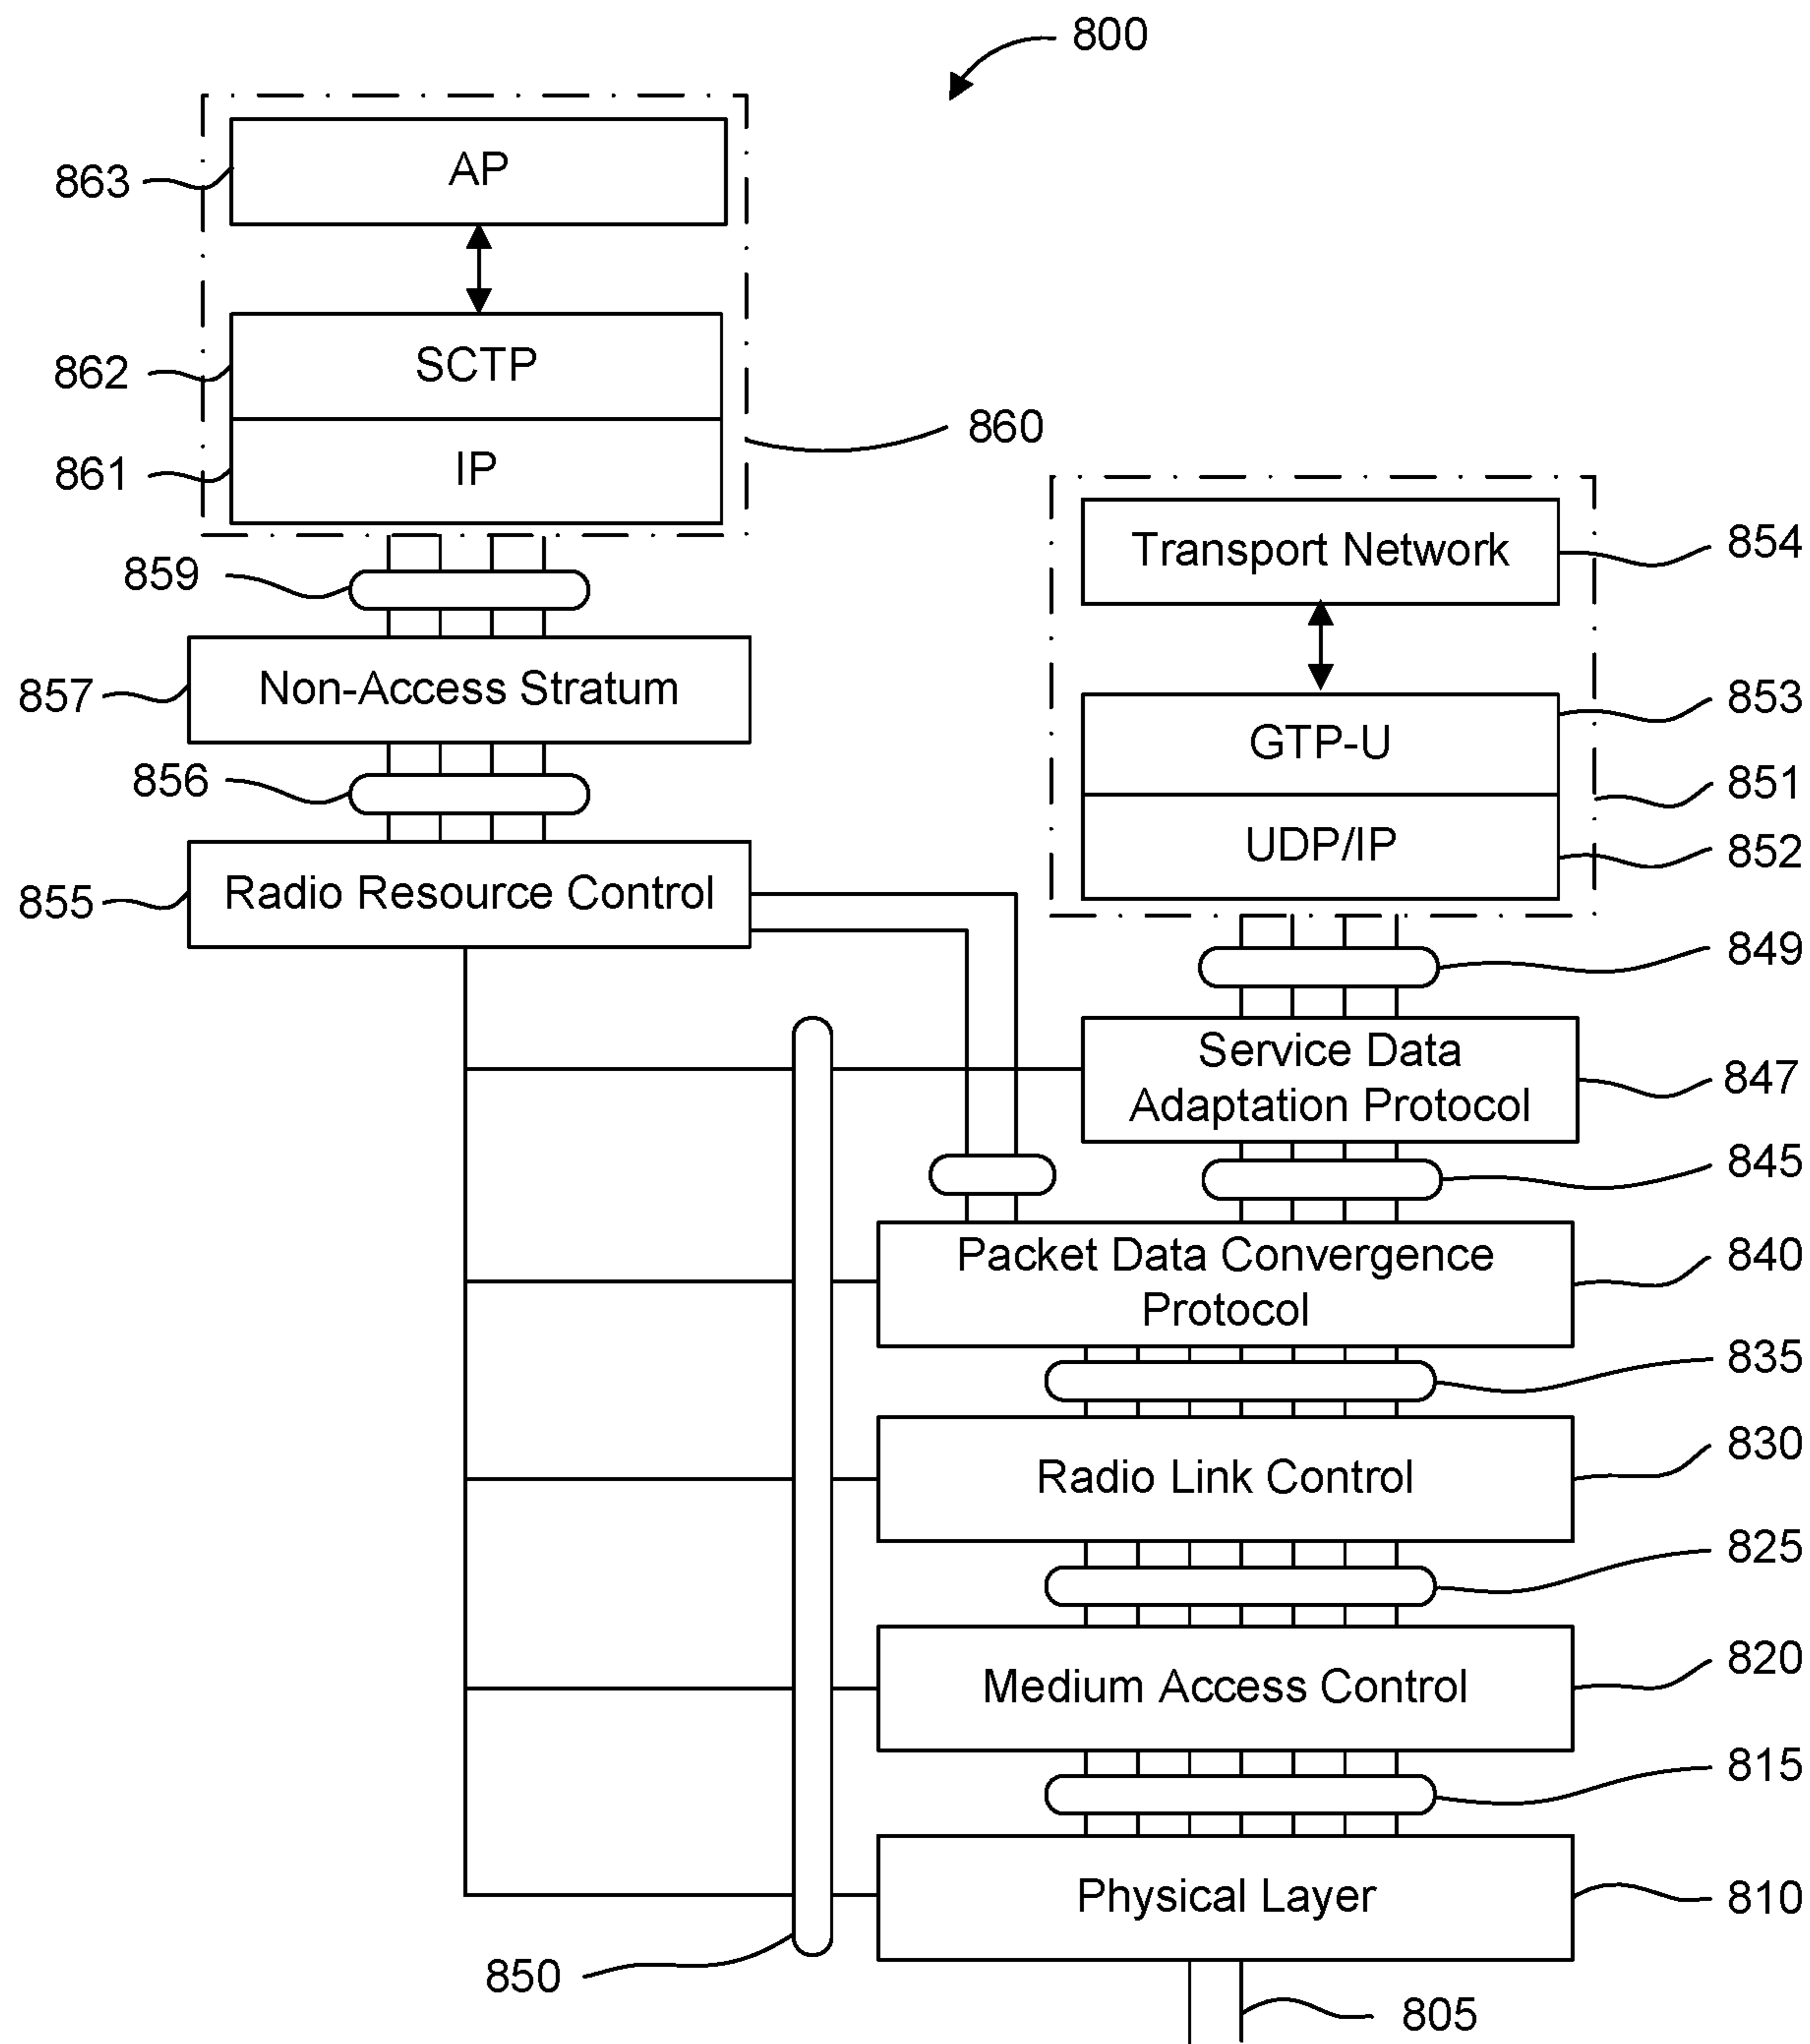 800
AP
863
SCTP
862
860
IP
861
Transport Network
854
859
Non-Access Stratum
857
GTP-U
853
856
851
UDP/IP
852
Radio Resource Control
855
849
Service Data
Adaptation Protocol
847
845
Packet Data Convergence
Protocol
840
835
Radio Link Control
830
825
Medium Access Control
820
815
Physical Layer
810
850
805